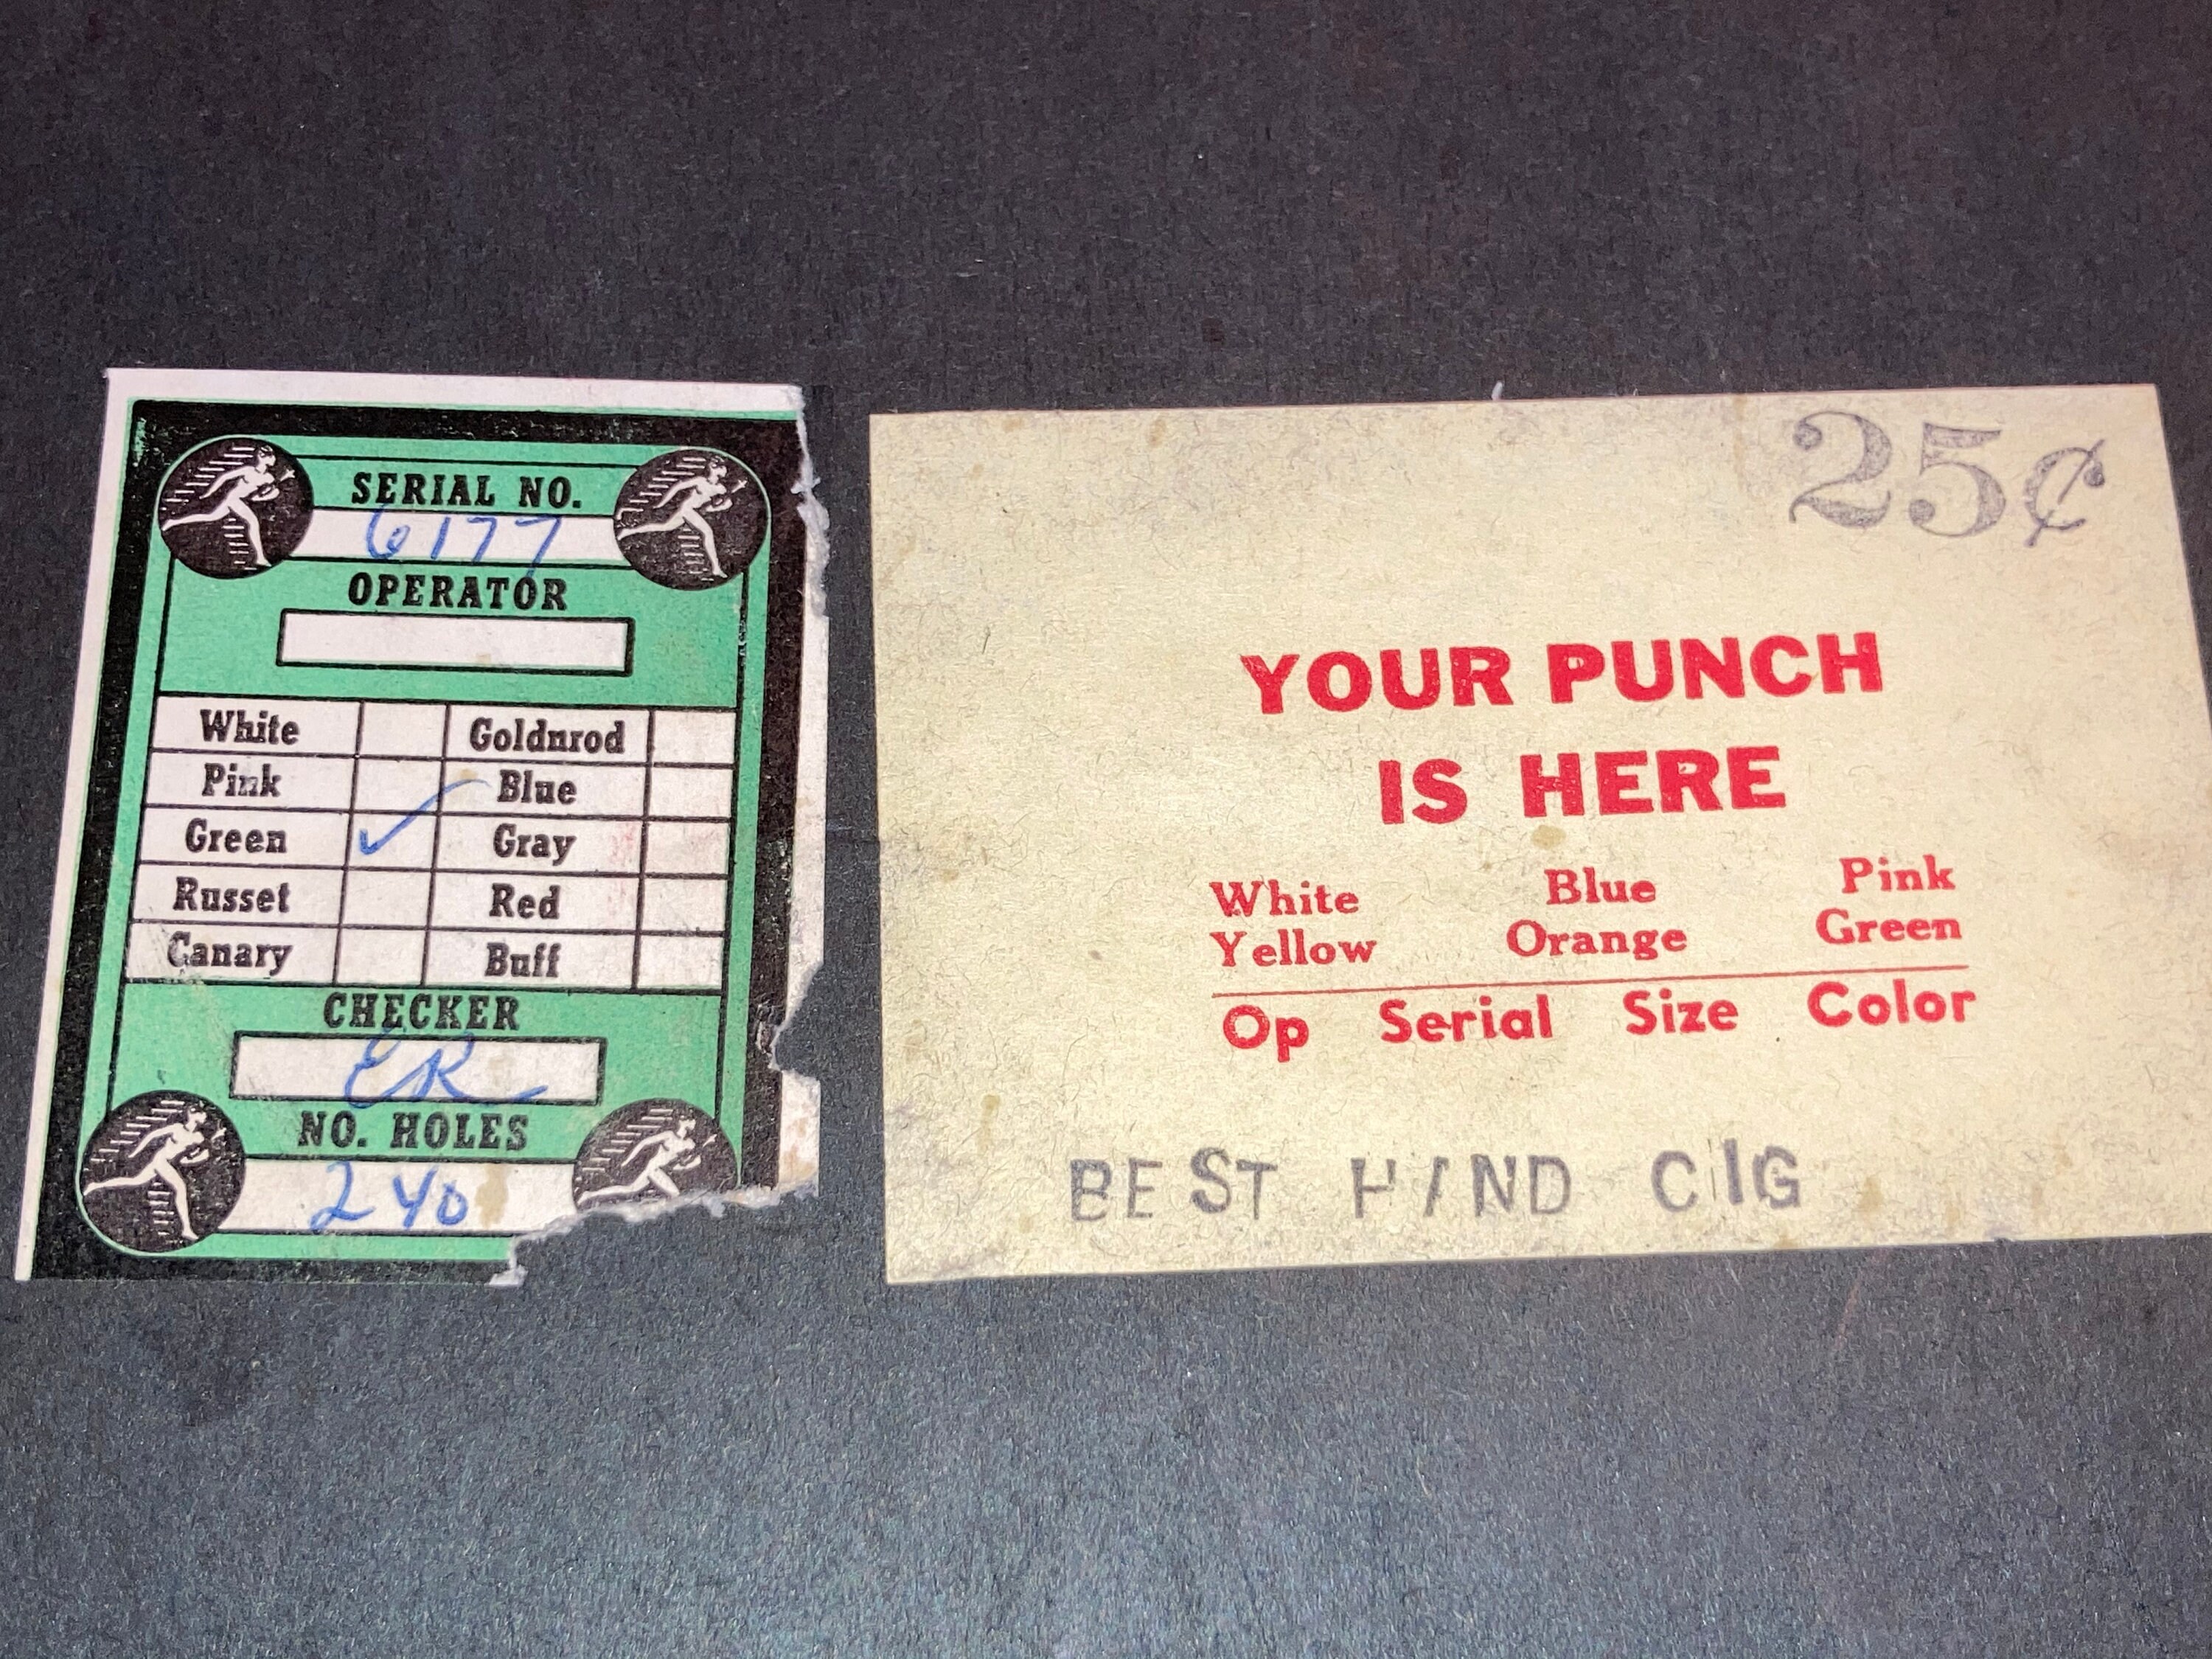 SERIAL NO.
6177
OPERATOR
White Goldnrod
Pink Blue
Green ✓ Gray
Russet Red
Canary Buff
CHECKER
ER
NO. HOLES
240
25¢
YOUR PUNCH
IS HERE
White Blue Pink
Yellow Orange Green
Op Serial Size Color
BEST HAND CIG